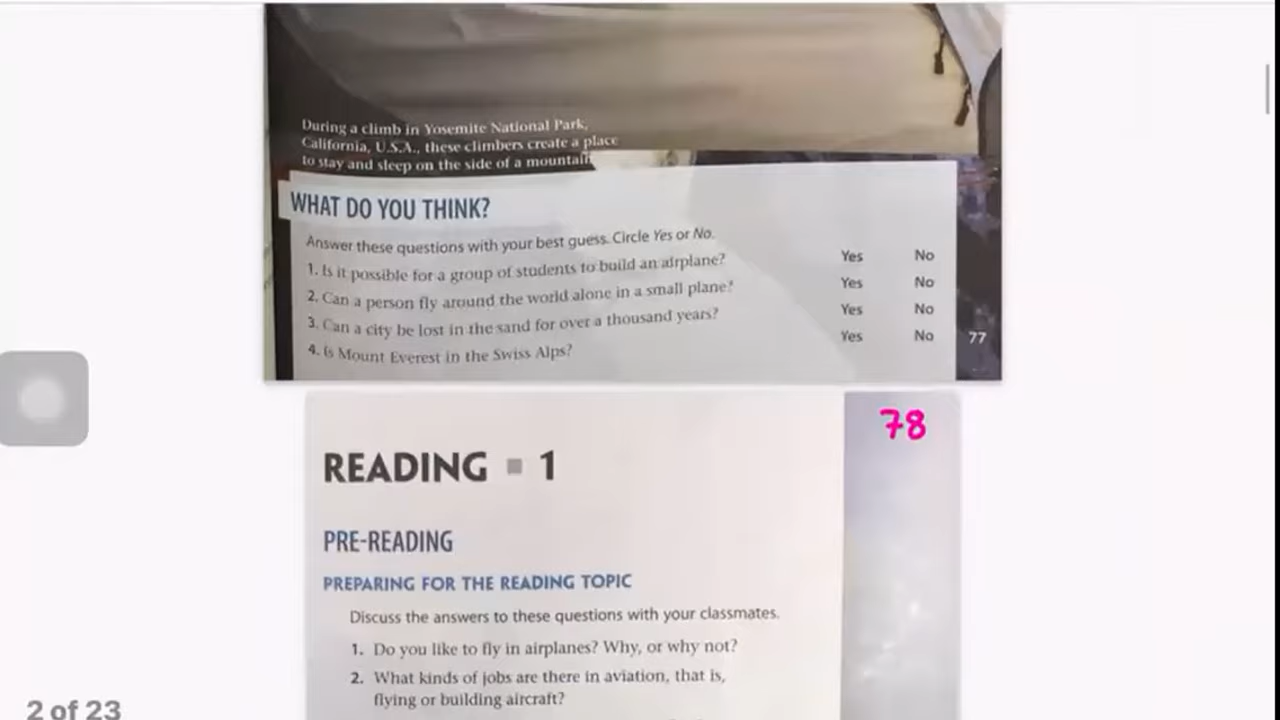 During a climb in Yosemite National Park,
California, U.S.A., these climbers create a place
to stay and sleep on the side of a mountain
WHAT DO YOU THINK?
Answer these questions with your best guess. Circle Yes or No.
1. Is it possible for a group of students to build an airplane? Yes No
2. Can a person fly around the world alone in a small plane? Yes No
3. Can a city be lost in the sand for over a thousand years? Yes No
4. Is Mount Everest in the Swiss Alps? Yes No
77
78
READING ■ 1
PRE-READING
PREPARING FOR THE READING TOPIC
Discuss the answers to these questions with your classmates.
1. Do you like to fly in airplanes? Why, or why not?
2. What kinds of jobs are there in aviation, that is,
flying or building aircraft?
2 of 23